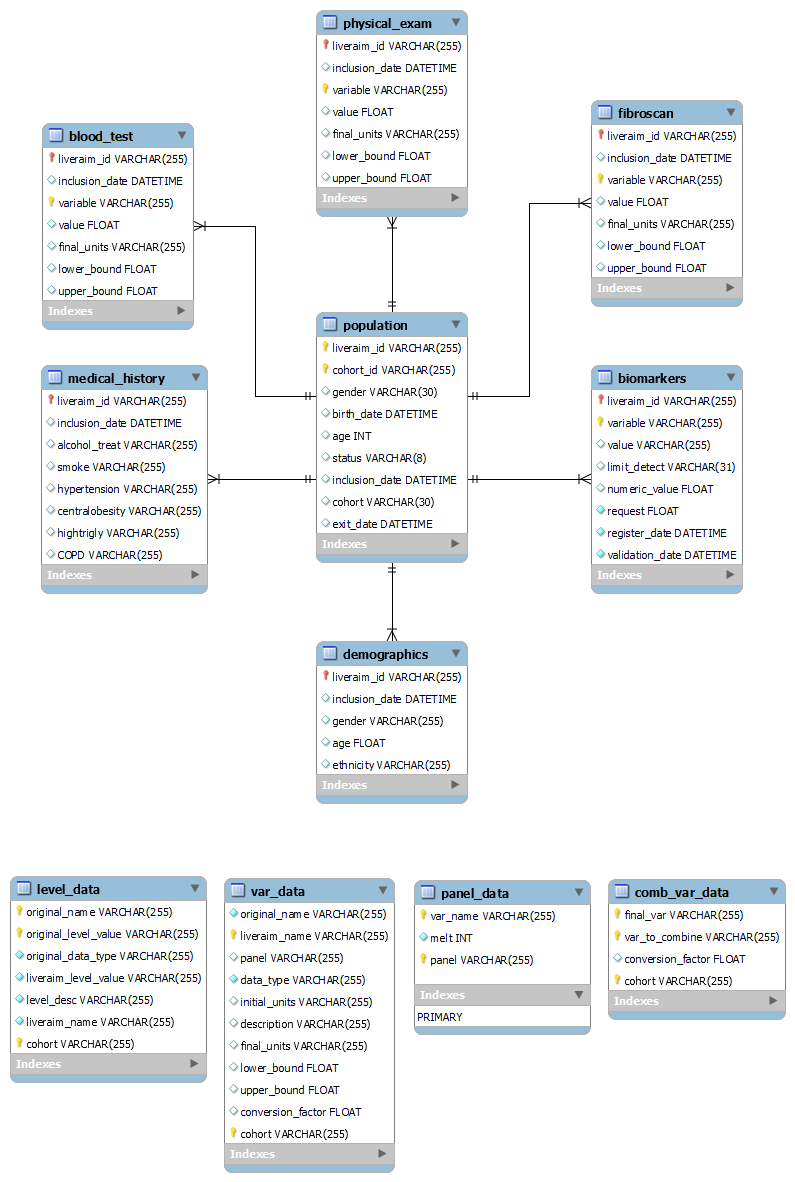 physical_exam
liveraim_id VARCHAR(255)
inclusion_date DATETIME
variable VARCHAR(255)
value FLOAT
final_units VARCHAR(255)
lower_bound FLOAT
upper_bound FLOAT
Indexes
blood_test
liveraim_id VARCHAR(255)
inclusion_date DATETIME
variable VARCHAR(255)
value FLOAT
final_units VARCHAR(255)
lower_bound FLOAT
upper_bound FLOAT
Indexes
fibroscan
liveraim_id VARCHAR(255)
inclusion_date DATETIME
variable VARCHAR(255)
value FLOAT
final_units VARCHAR(255)
lower_bound FLOAT
upper_bound FLOAT
Indexes
population
liveraim_id VARCHAR(255)
cohort_id VARCHAR(255)
gender VARCHAR(30)
birth_date DATETIME
age INT
status VARCHAR(8)
inclusion_date DATETIME
cohort VARCHAR(30)
exit_date DATETIME
Indexes
medical_history
liveraim_id VARCHAR(255)
inclusion_date DATETIME
alcohol_treat VARCHAR(255)
smoke VARCHAR(255)
hypertension VARCHAR(255)
centralobesity VARCHAR(255)
hightrigly VARCHAR(255)
COPD VARCHAR(255)
Indexes
biomarkers
liveraim_id VARCHAR(255)
variable VARCHAR(255)
value VARCHAR(255)
limit_detect VARCHAR(31)
numeric_value FLOAT
request FLOAT
register_date DATETIME
validation_date DATETIME
Indexes
demographics
liveraim_id VARCHAR(255)
inclusion_date DATETIME
gender VARCHAR(255)
age FLOAT
ethnicity VARCHAR(255)
Indexes
level_data
original_name VARCHAR(255)
original_level_value VARCHAR(255)
original_data_type VARCHAR(255)
liveraim_level_value VARCHAR(255)
level_desc VARCHAR(255)
liveraim_name VARCHAR(255)
cohort VARCHAR(255)
Indexes
var_data
original_name VARCHAR(255)
liveraim_name VARCHAR(255)
panel VARCHAR(255)
data_type VARCHAR(255)
initial_units VARCHAR(255)
description VARCHAR(255)
final_units VARCHAR(255)
lower_bound FLOAT
upper_bound FLOAT
conversion_factor FLOAT
cohort VARCHAR(255)
Indexes
panel_data
var_name VARCHAR(255)
melt INT
panel VARCHAR(255)
Indexes
PRIMARY
comb_var_data
final_var VARCHAR(255)
var_to_combine VARCHAR(255)
conversion_factor FLOAT
cohort VARCHAR(255)
Indexes